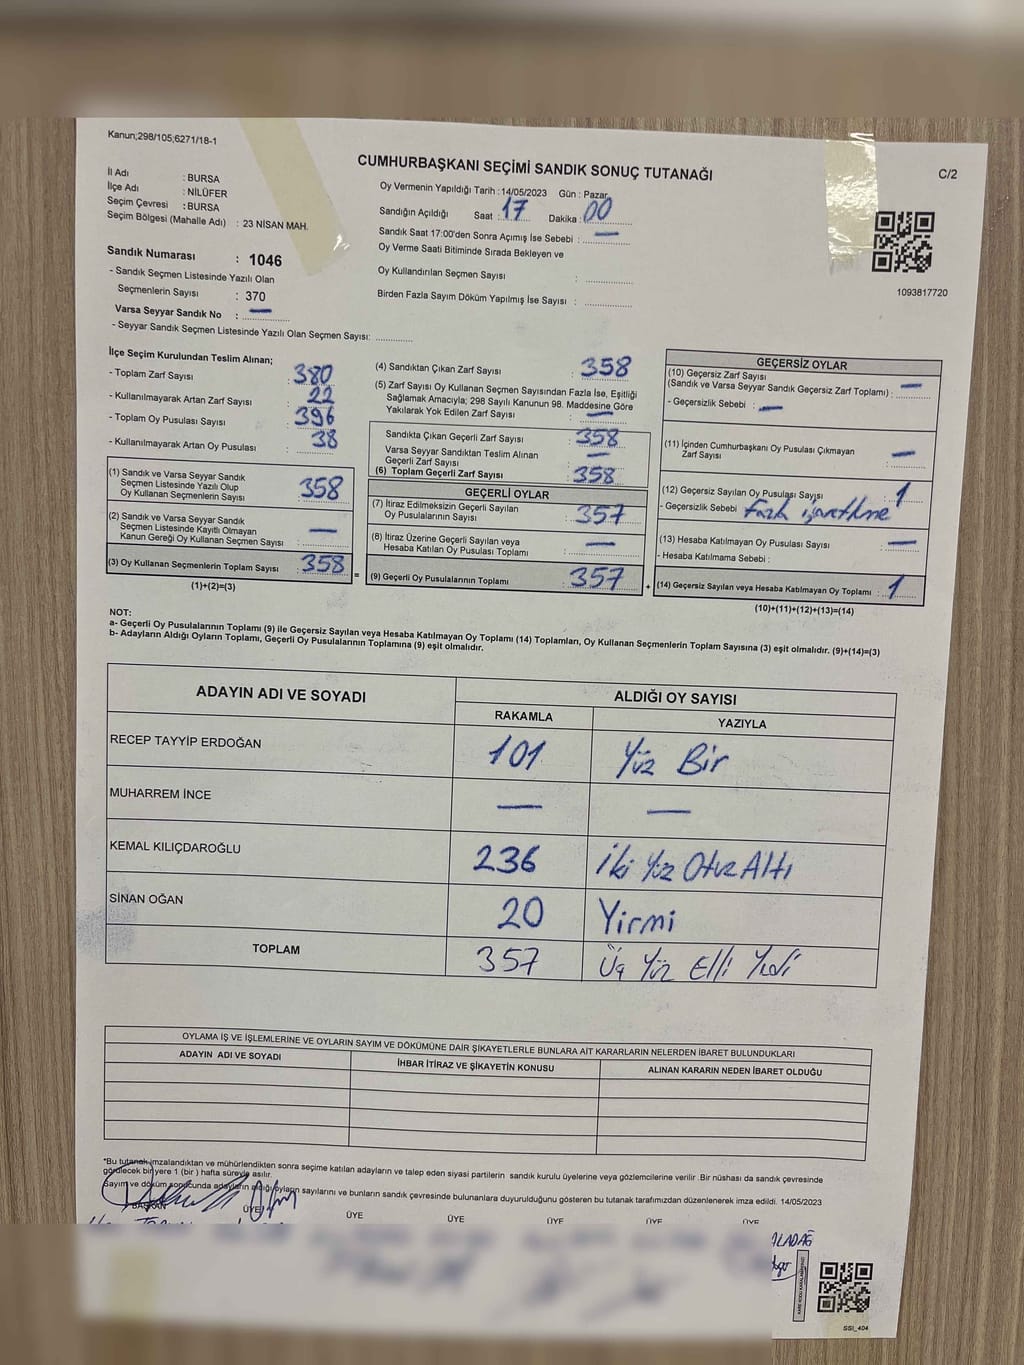 Kanun;298/105;6271/18-1
CUMHURBAŞKANI SEÇİMİ SANDIK SONUÇ TUTANAĞI
C/2
İl Adı : BURSA
İlçe Adı : NİLÜFER
Seçim Çevresi : BURSA
Seçim Bölgesi (Mahalle Adı) : 23 NİSAN MAH.
Sandık Numarası : 1046
- Sandık Seçmen Listesinde Yazılı Olan
Seçmenlerin Sayısı : 370
Varsa Seyyar Sandık No : —
- Seyyar Sandık Seçmen Listesinde Yazılı Olan Seçmen Sayısı:
Oy Vermenin Yapıldığı Tarih : 14/05/2023 Gün : Pazar
Sandığın Açıldığı Saat : 17 Dakika : 00
Sandık Saat 17:00'den Sonra Açımış İse Sebebi : —
Oy Verme Saati Bitiminde Sırada Bekleyen ve
Oy Kullandırılan Seçmen Sayısı :
Birden Fazla Sayım Döküm Yapılmış İse Sayısı :
1093817720
İlçe Seçim Kurulundan Teslim Alınan;
- Toplam Zarf Sayısı : 380
- Kullanılmayarak Artan Zarf Sayısı : 22
- Toplam Oy Pusulası Sayısı : 396
- Kullanılmayarak Artan Oy Pusulası : 38
(1) Sandık ve Varsa Seyyar Sandık
Seçmen Listesinde Yazılı Olup
Oy Kullanan Seçmenlerin Sayısı : 358
(2) Sandık ve Varsa Seyyar Sandık
Seçmen Listesinde Kayıtlı Olmayan
Kanun Gereği Oy Kullanan Seçmen Sayısı : —
(3) Oy Kullanan Seçmenlerin Toplam Sayısı : 358
(1)+(2)=(3)
(4) Sandıktan Çıkan Zarf Sayısı : 358
(5) Zarf Sayısı Oy Kullanan Seçmen Sayısından Fazla İse, Eşitliği
Sağlamak Amacıyla; 298 Sayılı Kanunun 98. Maddesine Göre
Yakılarak Yok Edilen Zarf Sayısı : —
Sandıkta Çıkan Geçerli Zarf Sayısı : 358
Varsa Seyyar Sandıktan Teslim Alınan
Geçerli Zarf Sayısı : —
(6) Toplam Geçerli Zarf Sayısı : 358
GEÇERLİ OYLAR
(7) İtiraz Edilmeksizin Geçerli Sayılan
Oy Pusulalarının Sayısı : 357
(8) İtiraz Üzerine Geçerli Sayılan veya
Hesaba Katılan Oy Pusulası Toplamı : —
= (9) Geçerli Oy Pusulalarının Toplamı : 357 +
GEÇERSİZ OYLAR
(10) Geçersiz Zarf Sayısı
(Sandık ve Varsa Seyyar Sandık Geçersiz Zarf Toplamı) : —
- Geçersizlik Sebebi : —
(11) İçinden Cumhurbaşkanı Oy Pusulası Çıkmayan
Zarf Sayısı : —
(12) Geçersiz Sayılan Oy Pusulası Sayısı : 1
- Geçersizlik Sebebi : Fazla işaretleme
(13) Hesaba Katılmayan Oy Pusulası Sayısı : —
- Hesaba Katılmama Sebebi :
(14) Geçersiz Sayılan veya Hesaba Katılmayan Oy Toplamı : 1
(10)+(11)+(12)+(13)=(14)
NOT:
a- Geçerli Oy Pusulalarının Toplamı (9) ile Geçersiz Sayılan veya Hesaba Katılmayan Oy Toplamı (14) Toplamları, Oy Kullanan Seçmenlerin Toplam Sayısına (3) eşit olmalıdır. (9)+(14)=(3)
b- Adayların Aldığı Oyların Toplamı, Geçerli Oy Pusulalarının Toplamına (9) eşit olmalıdır.
ADAYIN ADI VE SOYADI ALDIĞI OY SAYISI
RAKAMLA YAZIYLA
RECEP TAYYİP ERDOĞAN 101 Yüz Bir
MUHARREM İNCE — —
KEMAL KILIÇDAROĞLU 236 İki Yüz Otuz Altı
SİNAN OĞAN 20 Yirmi
TOPLAM 357 Üç Yüz Elli Yedi
OYLAMA İŞ VE İŞLEMLERİNE VE OYLARIN SAYIM VE DÖKÜMÜNE DAİR ŞİKAYETLERLE BUNLARA AİT KARARLARIN NELERDEN İBARET BULUNDUKLARI
ADAYIN ADI VE SOYADI İHBAR İTİRAZ VE ŞİKAYETİN KONUSU ALINAN KARARIN NEDEN İBARET OLDUĞU
*Bu tutanak imzalandıktan ve mühürlendikten sonra seçime katılan adayların ve talep eden siyasi partilerin sandık kurulu üyelerine veya gözlemcilerine verilir. Bir nüshası da sandık çevresinde
görülecek bir yere 1 (bir ) hafta süreyle asılır.
Sayım ve döküm sonucunda adayların aldığı oyların sayılarını ve bunların sandık çevresinde bulunanlara duyurulduğunu gösteren bu tutanak tarafımızdan düzenlenerek imza edildi. 14/05/2023
BAŞKAN ÜYE ÜYE ÜYE ÜYE ÜYE ÜYE
ALADAĞ
SSI_404